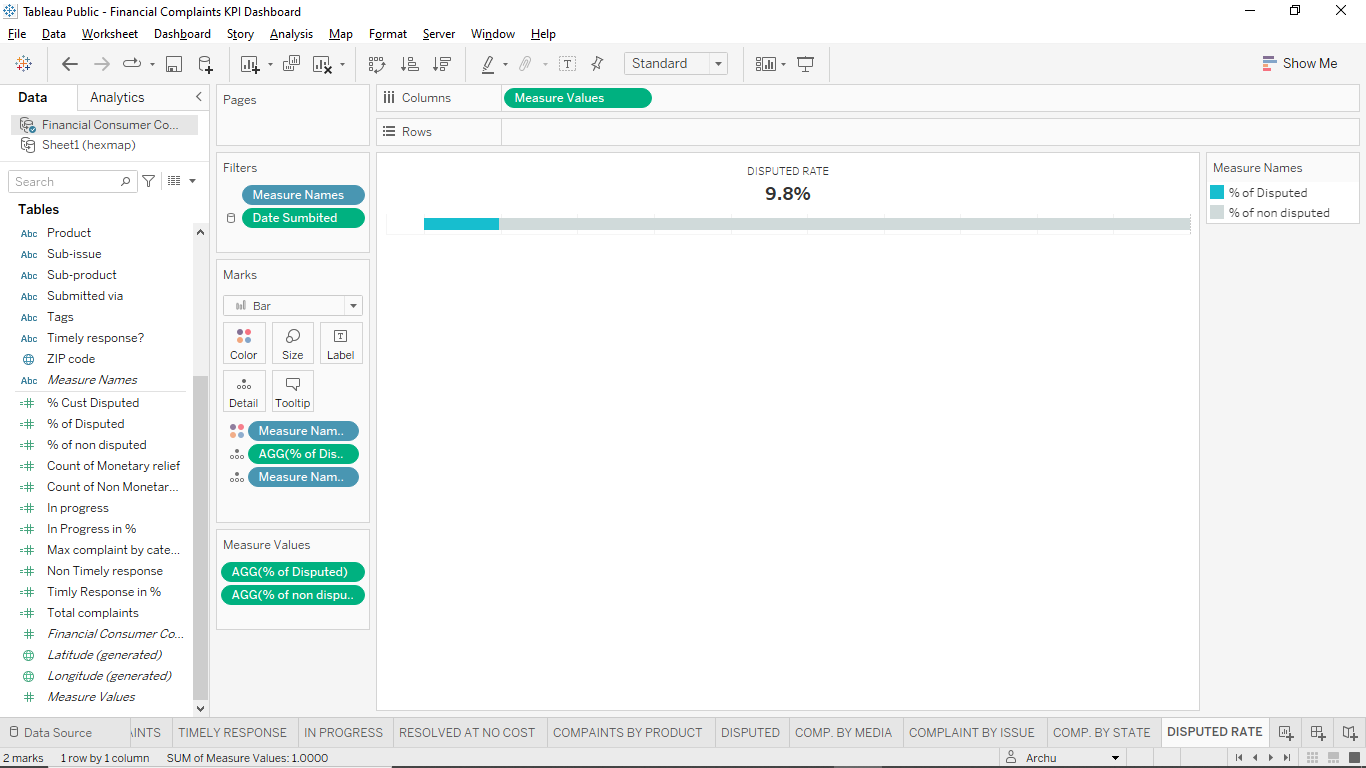 Tableau Public - Financial Complaints KPI Dashboard
File Data Worksheet Dashboard Story Analysis Map Format Server Window Help
Standard
Show Me
Data Analytics
Financial Consumer Co...
Sheet1 (hexmap)
Search
Tables
Abc Product
Abc Sub-issue
Abc Sub-product
Abc Submitted via
Abc Tags
Abc Timely response?
ZIP code
Abc Measure Names
% Cust Disputed
% of Disputed
% of non disputed
Count of Monetary relief
Count of Non Monetar...
In progress
In Progress in %
Max complaint by cate...
Non Timely response
Timly Response in %
Total complaints
Financial Consumer Co...
Latitude (generated)
Longitude (generated)
Measure Values
Pages
Filters
Measure Names
Date Sumbited
Marks
Bar
Color Size Label
Detail Tooltip
Measure Nam..
AGG(% of Dis..
Measure Nam..
Measure Values
AGG(% of Disputed)
AGG(% of non dispu..
Columns Measure Values
Rows
DISPUTED RATE
9.8%
Measure Names
% of Disputed
% of non disputed
Data Source AINTS TIMELY RESPONSE IN PROGRESS RESOLVED AT NO COST COMPAINTS BY PRODUCT DISPUTED COMP. BY MEDIA COMPLAINT BY ISSUE COMP. BY STATE DISPUTED RATE
2 marks 1 row by 1 column SUM of Measure Values: 1.0000 Archu